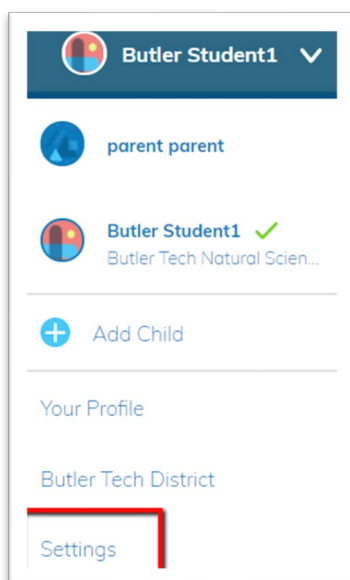 Butler Student1
parent parent
Butler Student1
Butler Tech Natural Scien...
Add Child
Your Profile
Butler Tech District
Settings